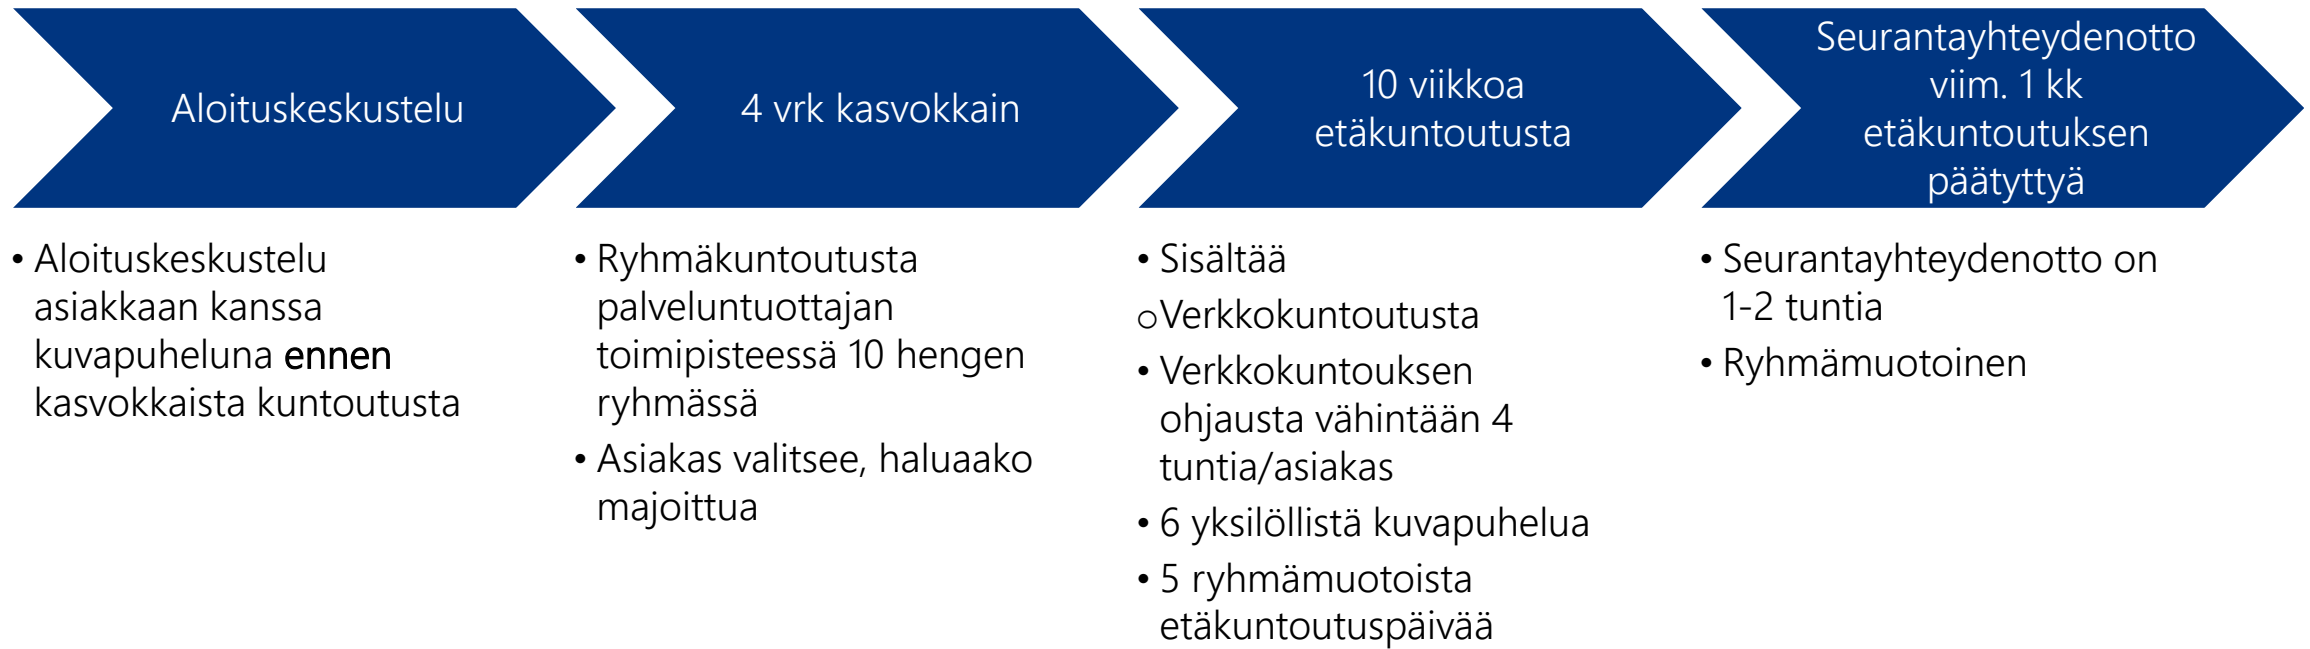 Aloituskeskustelu
• Aloituskeskustelu
asiakkaan kanssa
kuvapuheluna ennen
kasvokkaista kuntoutusta
4 vrk kasvokkain
• Ryhmäkuntoutusta
palveluntuottajan
toimipisteessä 10 hengen
ryhmässä
• Asiakas valitsee, haluaako
majoittua
10 viikkoa
etäkuntoutusta
• Sisältää
oVerkkokuntoutusta
• Verkkokuntouksen
ohjausta vähintään 4
tuntia/asiakas
• 6 yksilöllistä kuvapuhelua
• 5 ryhmämuotoista
etäkuntoutuspäivää
Seurantayhteydenotto
viim. 1 kk
etäkuntoutuksen
päätyttyä
• Seurantayhteydenotto on
1-2 tuntia
• Ryhmämuotoinen